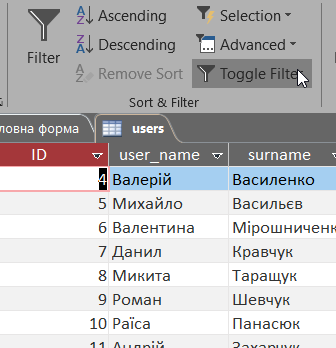 Ascending
Selection
Filter
Descending
Advanced
Remove Sort
Toggle Filter
Sort & Filter
ловна форма
users
ID user_name surname
4 Валерій Василенко
5 Михайло Васильєв
6 Валентина Мірошниченк
7 Данил Кравчук
8 Микита Таращук
9 Роман Шевчук
10 Раїса Панасюк
11 Андрій Захарчук